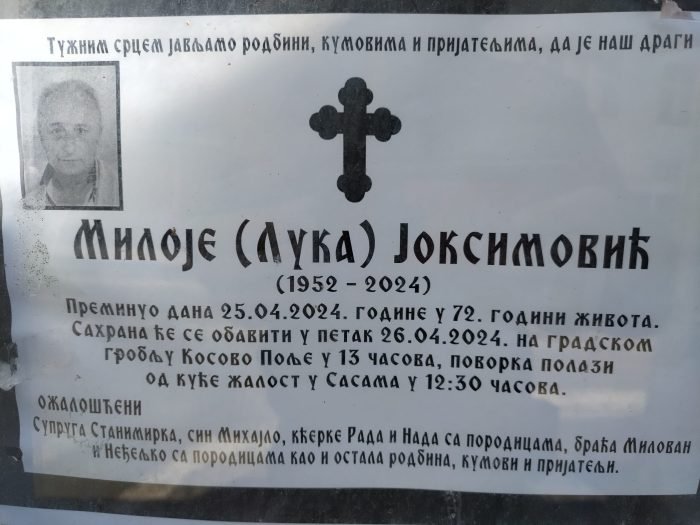 Тужним срцем јављамо родбини, кумовима и пријатељима, да је наш драги
Милоје (Лука) Јоксимовић
(1952 - 2024)
Преминуо дана 25.04.2024. године у 72. години живота.
Сахрана ће се обавити у петак 26.04.2024. на градском
гробљу Косово Поље у 13 часова, поворка полази
од куће жалост у Сасама у 12:30 часова.
ожалошћени
Супруга Станимирка, син Михајло, кћерке Рада и Нада са породицама, браћа Милован
и Неђељко са породицама као и остала родбина, кумови и пријатељи.